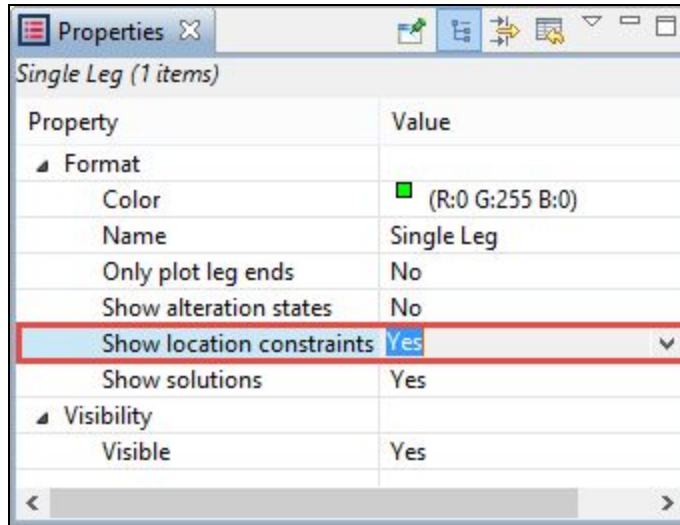 Properties
Single Leg (1 items)
Property Value
Format
Color (R:0 G:255 B:0)
Name Single Leg
Only plot leg ends No
Show alteration states No
Show location constraints Yes
Show solutions Yes
Visibility
Visible Yes